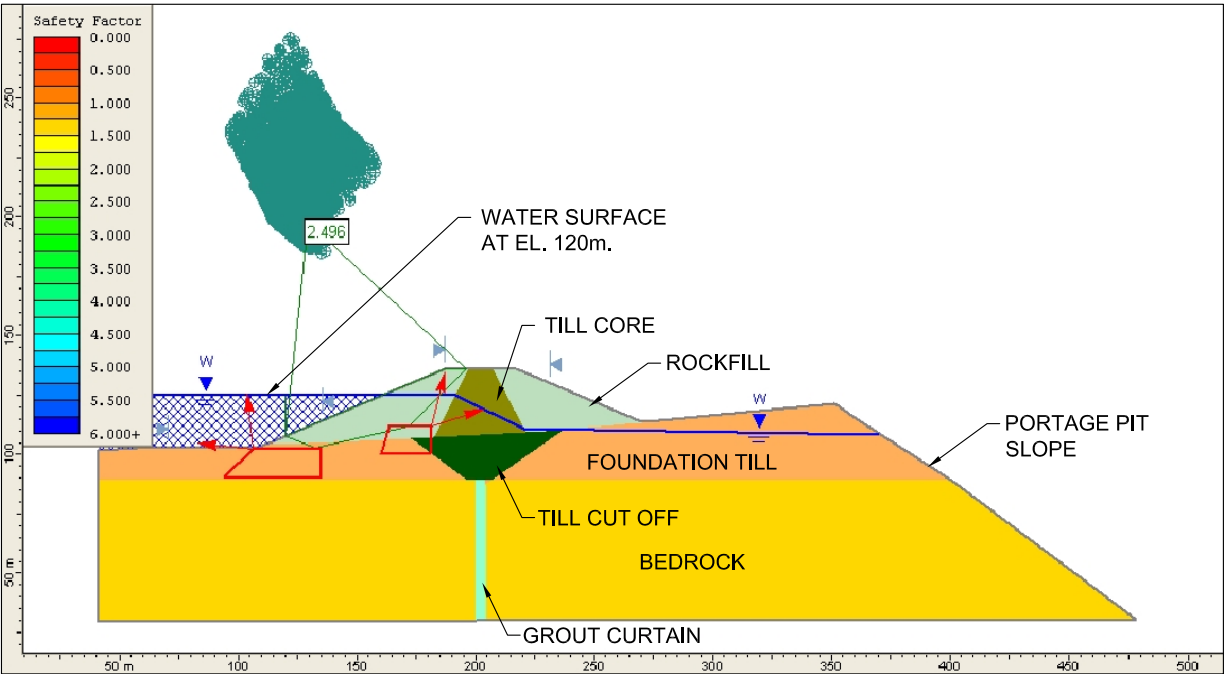 Safety Factor
0.000
0.500
1.000
1.500
2.000
2.500
3.000
3.500
4.000
4.500
5.000
5.500
6.000+
250
200
150
100
50 m
2.496
WATER SURFACE
AT EL. 120m.
TILL CORE
ROCKFILL
W
W
PORTAGE PIT
SLOPE
FOUNDATION TILL
TILL CUT OFF
BEDROCK
GROUT CURTAIN
50 m
100
150
200
250
300
350
400
450
500